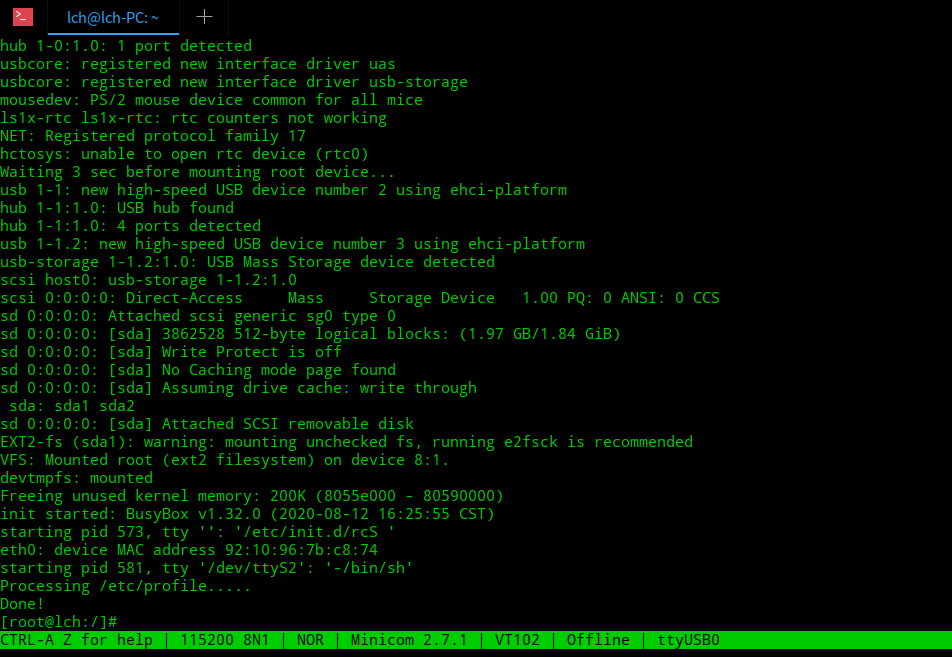 lch@lch-PC: ~
hub 1-0:1.0: 1 port detected
usbcore: registered new interface driver uas
usbcore: registered new interface driver usb-storage
mousedev: PS/2 mouse device common for all mice
ls1x-rtc ls1x-rtc: rtc counters not working
NET: Registered protocol family 17
hctosys: unable to open rtc device (rtc0)
Waiting 3 sec before mounting root device...
usb 1-1: new high-speed USB device number 2 using ehci-platform
hub 1-1:1.0: USB hub found
hub 1-1:1.0: 4 ports detected
usb 1-1.2: new high-speed USB device number 3 using ehci-platform
usb-storage 1-1.2:1.0: USB Mass Storage device detected
scsi host0: usb-storage 1-1.2:1.0
scsi 0:0:0:0: Direct-Access     Mass     Storage Device   1.00 PQ: 0 ANSI: 0 CCS
sd 0:0:0:0: Attached scsi generic sg0 type 0
sd 0:0:0:0: [sda] 3862528 512-byte logical blocks: (1.97 GB/1.84 GiB)
sd 0:0:0:0: [sda] Write Protect is off
sd 0:0:0:0: [sda] No Caching mode page found
sd 0:0:0:0: [sda] Assuming drive cache: write through
 sda: sda1 sda2
sd 0:0:0:0: [sda] Attached SCSI removable disk
EXT2-fs (sda1): warning: mounting unchecked fs, running e2fsck is recommended
VFS: Mounted root (ext2 filesystem) on device 8:1.
devtmpfs: mounted
Freeing unused kernel memory: 200K (8055e000 - 80590000)
init started: BusyBox v1.32.0 (2020-08-12 16:25:55 CST)
starting pid 573, tty '': '/etc/init.d/rcS '
eth0: device MAC address 92:10:96:7b:c8:74
starting pid 581, tty '/dev/ttyS2': '-/bin/sh'
Processing /etc/profile.....
Done!
[root@lch:/]#
CTRL-A Z for help | 115200 8N1 | NOR | Minicom 2.7.1 | VT102 | Offline | ttyUSB0